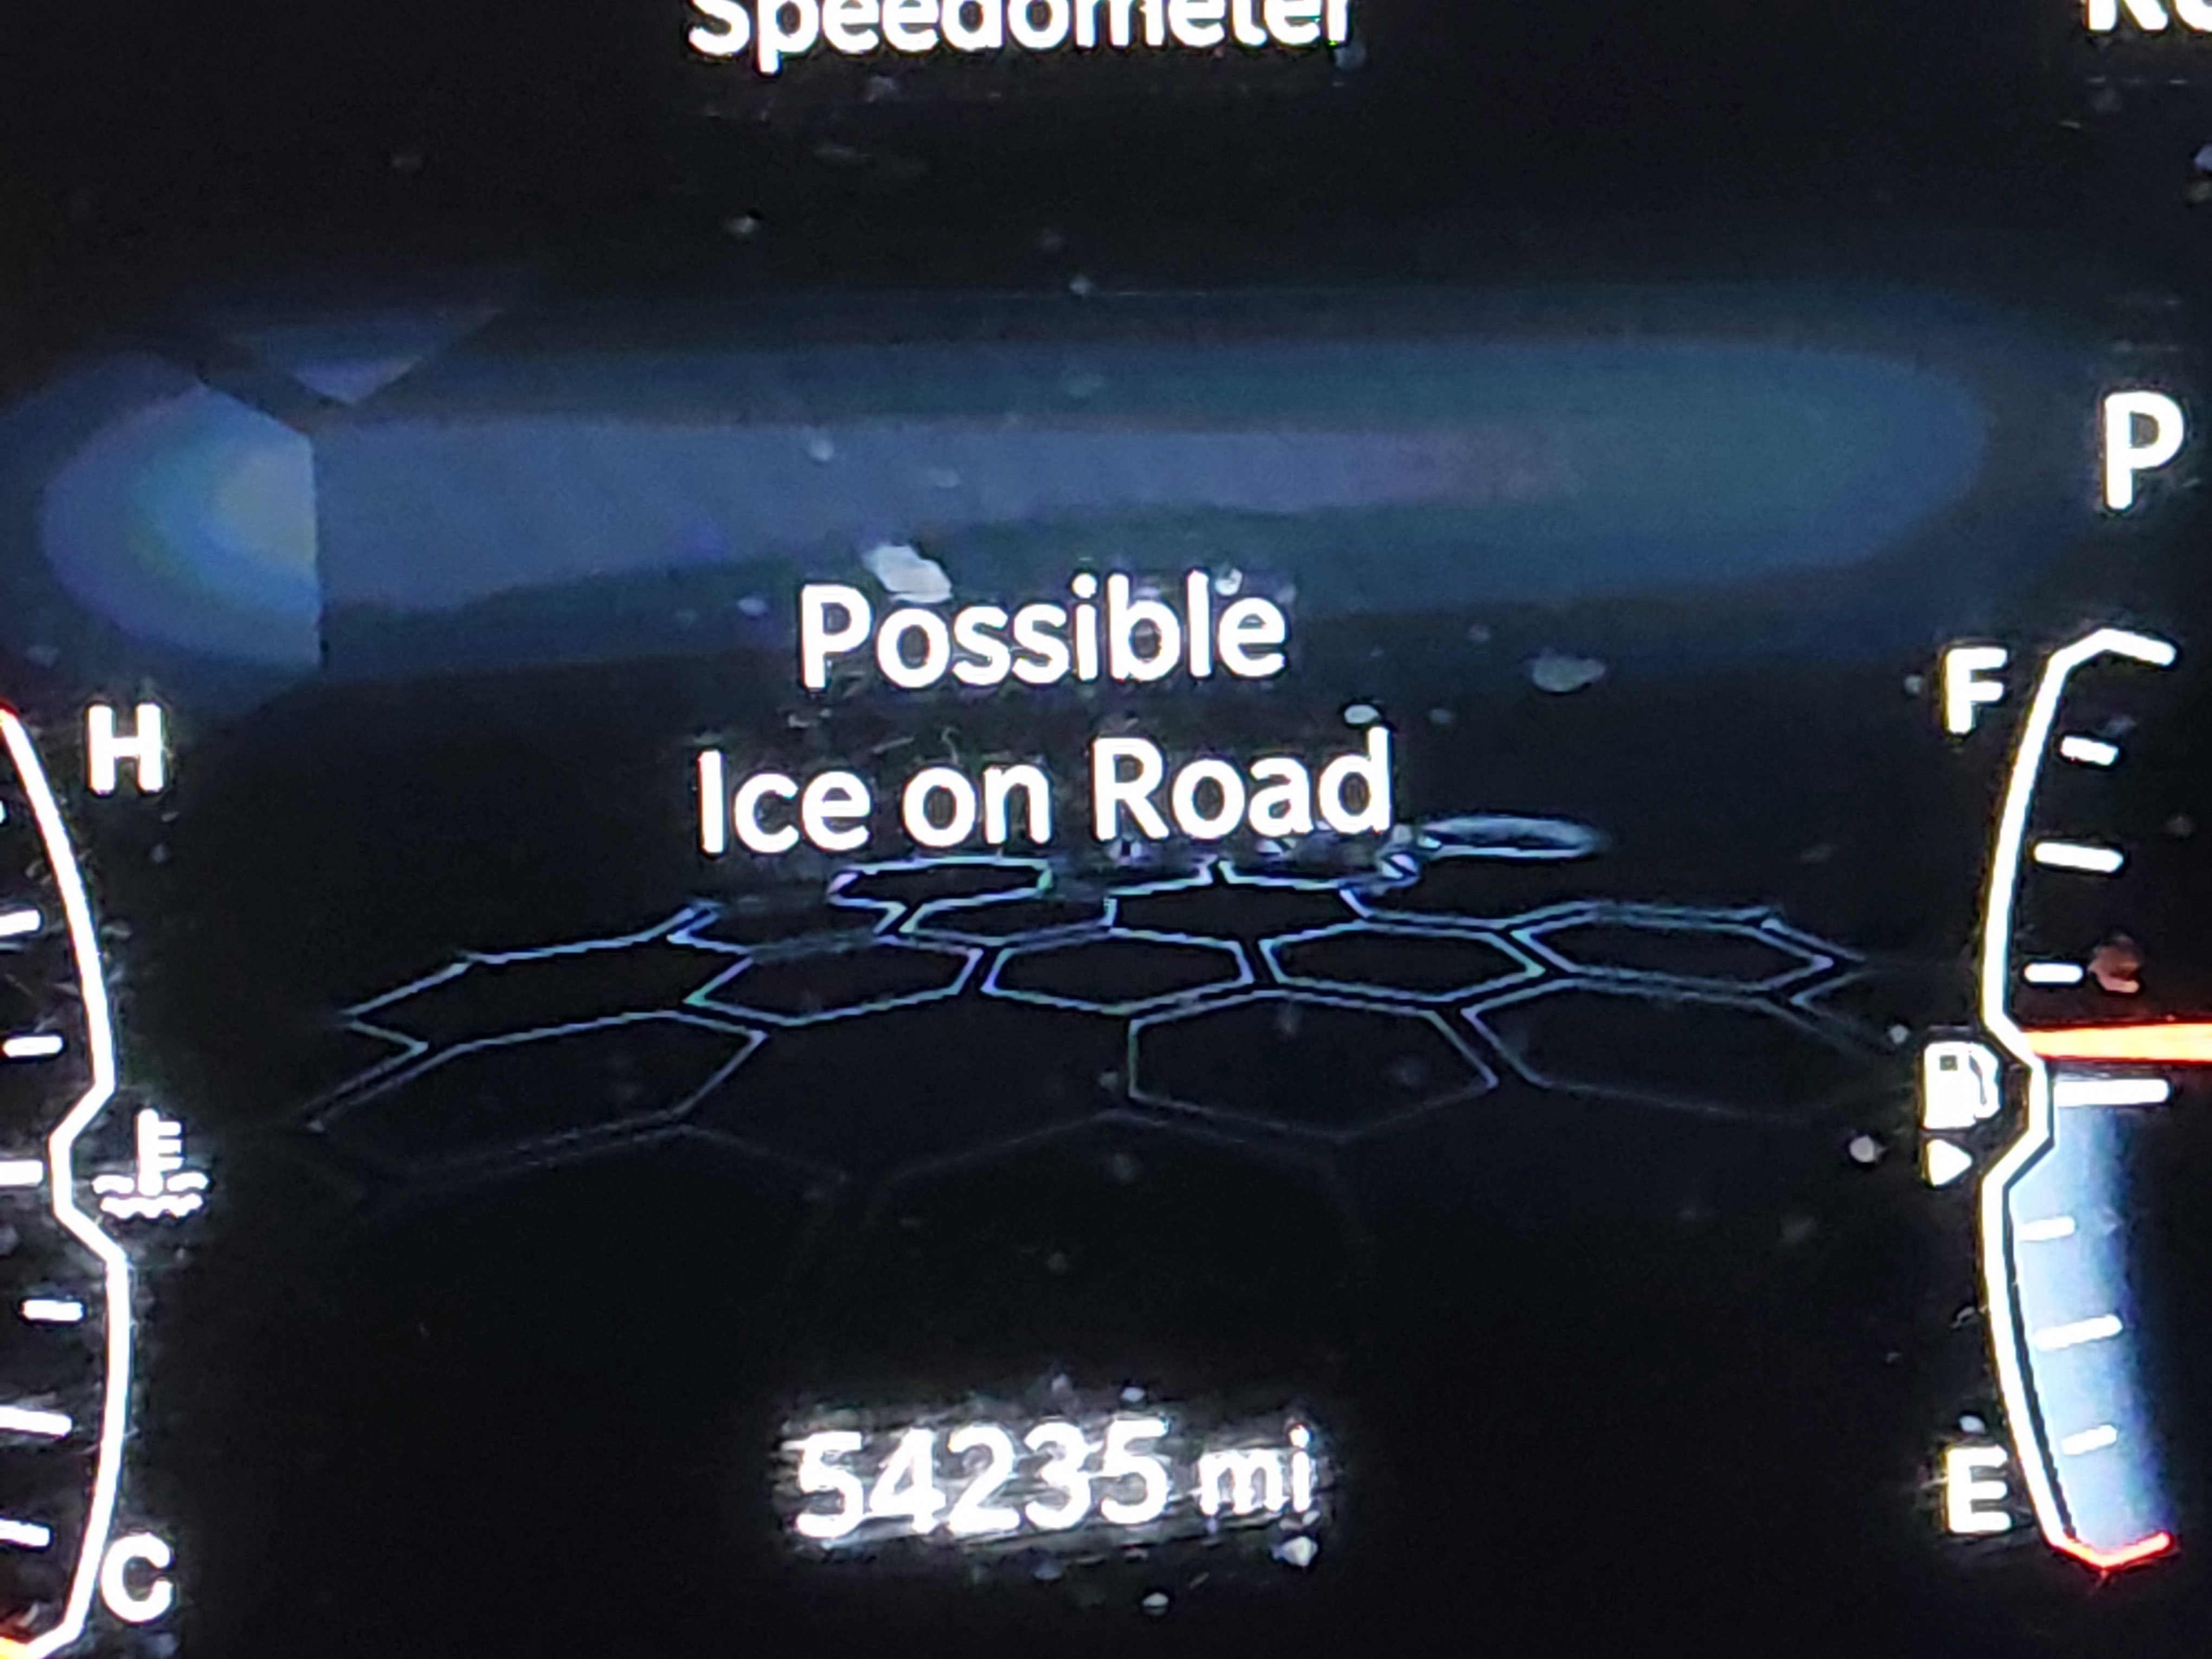 Speedometer
P
Possible
Ice on Road
H
F
54235 mi
E
C